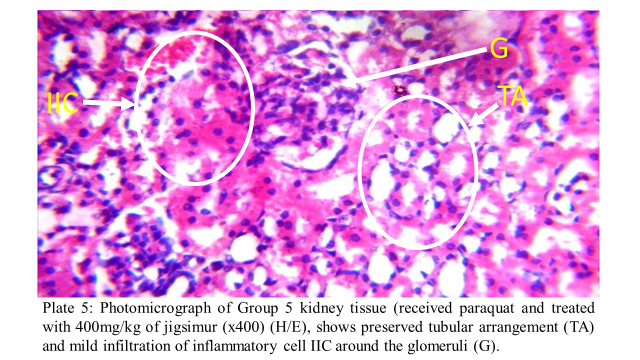 G
IIC
TA
Plate 5: Photomicrograph of Group 5 kidney tissue (received paraquat and treated
with 400mg/kg of jigsimur (x400) (H/E), shows preserved tubular arrangement (TA)
and mild infiltration of inflammatory cell IIC around the glomeruli (G).